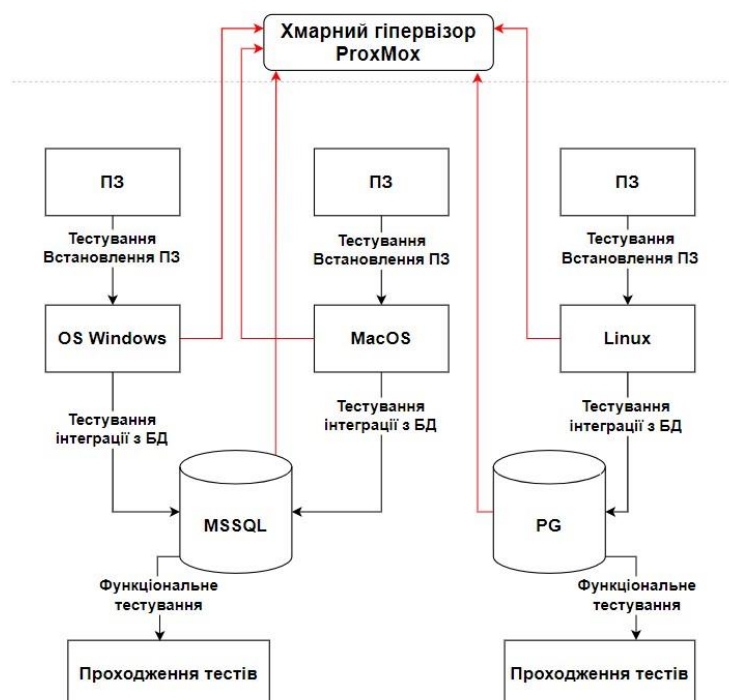 Хмарний гіпервізор
ProxMox
ПЗ
ПЗ
ПЗ
Тестування
Встановлення ПЗ
Тестування
Встановлення ПЗ
Тестування
Встановлення ПЗ
OS Windows
MacOS
Linux
Тестування
інтеграції з БД
Тестування
інтеграції з БД
Тестування
інтеграції з БД
MSSQL
PG
Функціональне
тестування
Функціональне
тестування
Проходження тестів
Проходження тестів